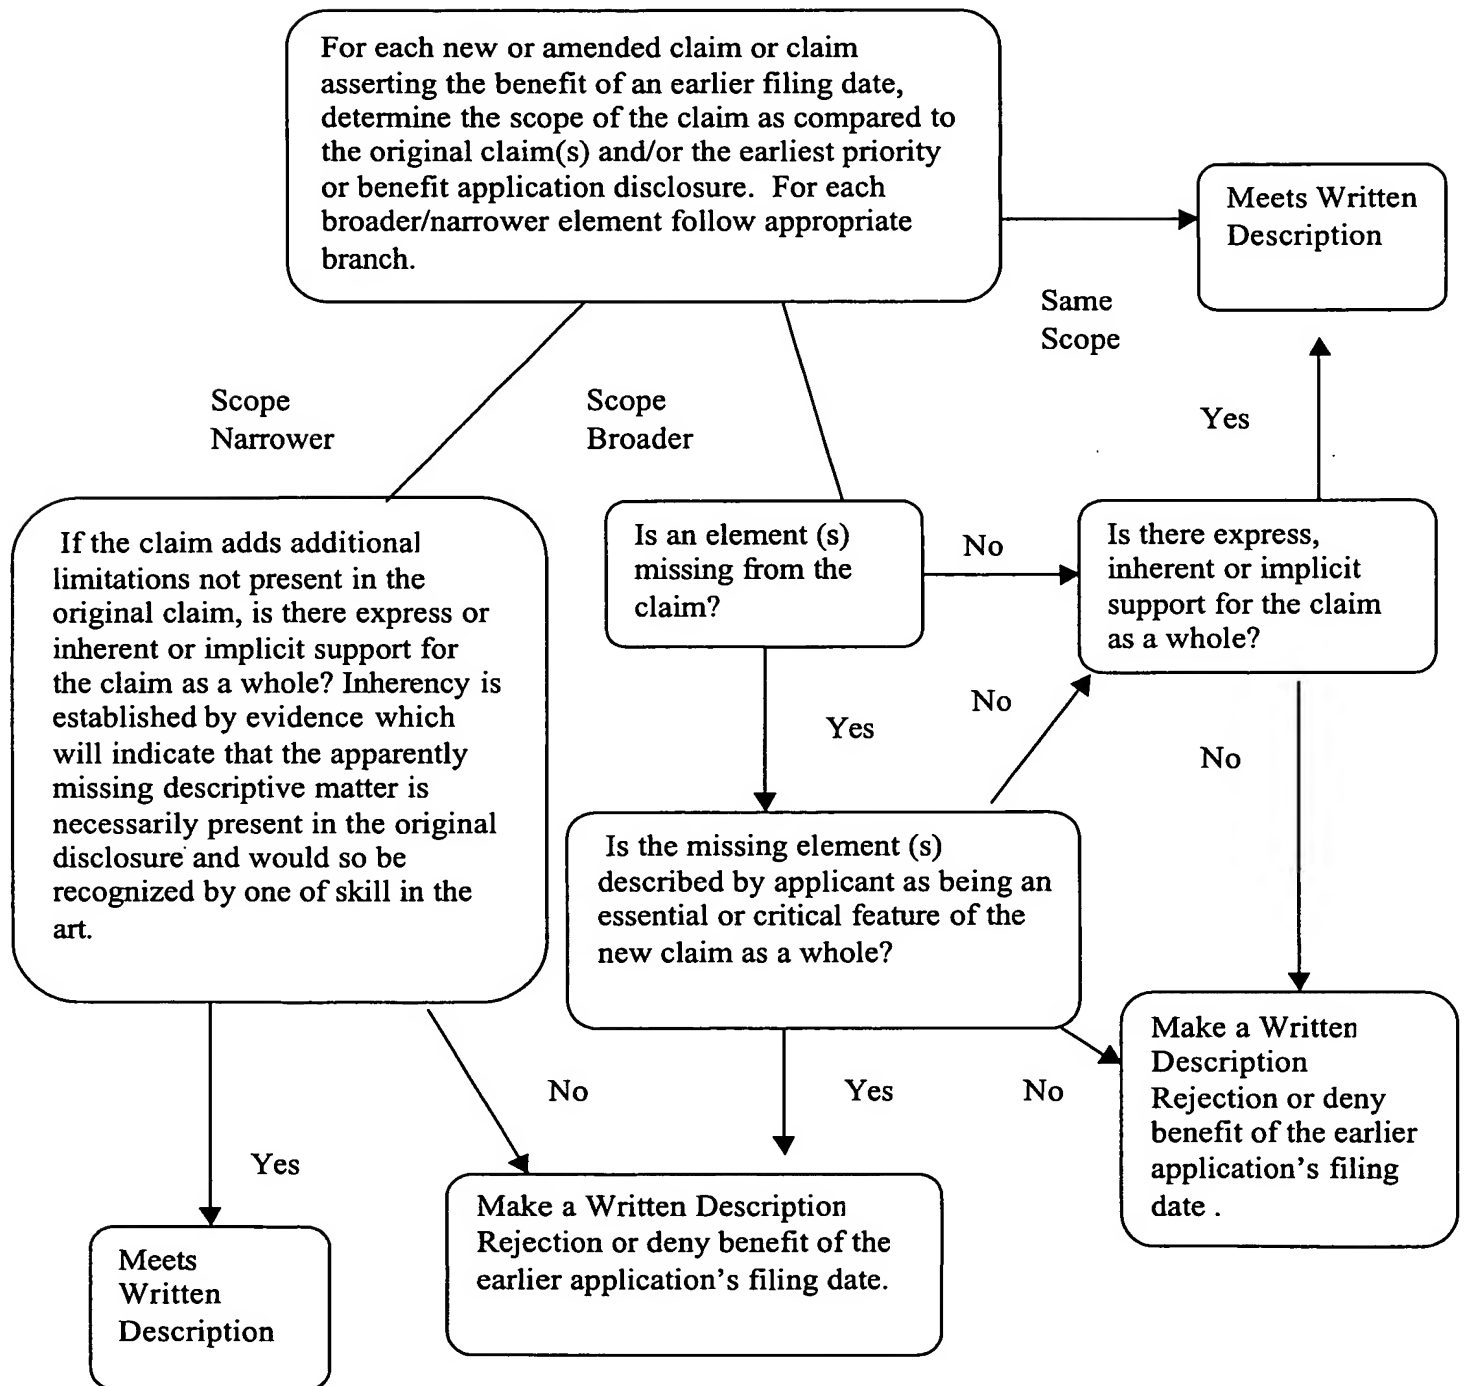 For each new or amended claim or claim
asserting the benefit of an earlier filing date,
determine the scope of the claim as compared to
the original claim(s) and/or the earliest priority
or benefit application disclosure.  For each
broader/narrower element follow appropriate
branch.
Meets Written
Description
Same
Scope
Scope
Narrower
Scope
Broader
Yes
If the claim adds additional
limitations not present in the
original claim, is there express or
inherent or implicit support for
the claim as a whole? Inherency is
established by evidence which
will indicate that the apparently
missing descriptive matter is
necessarily present in the original
disclosure and would so be
recognized by one of skill in the
art.
Is an element (s)
missing from the
claim?
No
Is there express,
inherent or implicit
support for the claim
as a whole?
No
Yes
No
Is the missing element (s)
described by applicant as being an
essential or critical feature of the
new claim as a whole?
Make a Written
Description
Rejection or deny
benefit of the earlier
application's filing
date .
No
Yes
No
Yes
Make a Written Description
Rejection or deny benefit of the
earlier application's filing date.
Meets
Written
Description